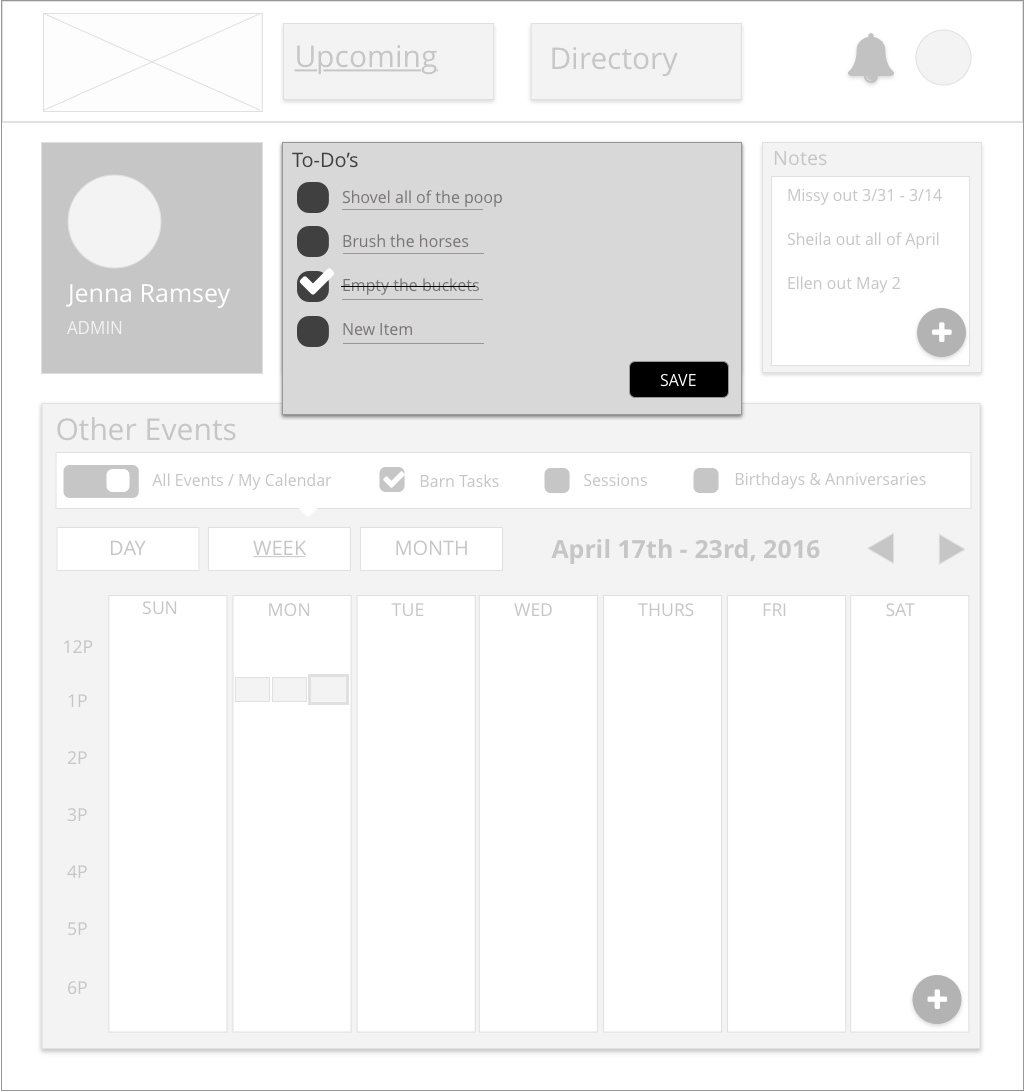 Upcoming
Directory
Jenna Ramsey
ADMIN
To-Do's
Shovel all of the poop
Brush the horses
Empty the buckets
New Item
SAVE
Notes
Missy out 3/31 - 3/14
Sheila out all of April
Ellen out May 2
Other Events
All Events / My Calendar
Barn Tasks
Sessions
Birthdays & Anniversaries
DAY
WEEK
MONTH
April 17th - 23rd, 2016
SUN
MON
TUE
WED
THURS
FRI
SAT
12P
1P
2P
3P
4P
5P
6P